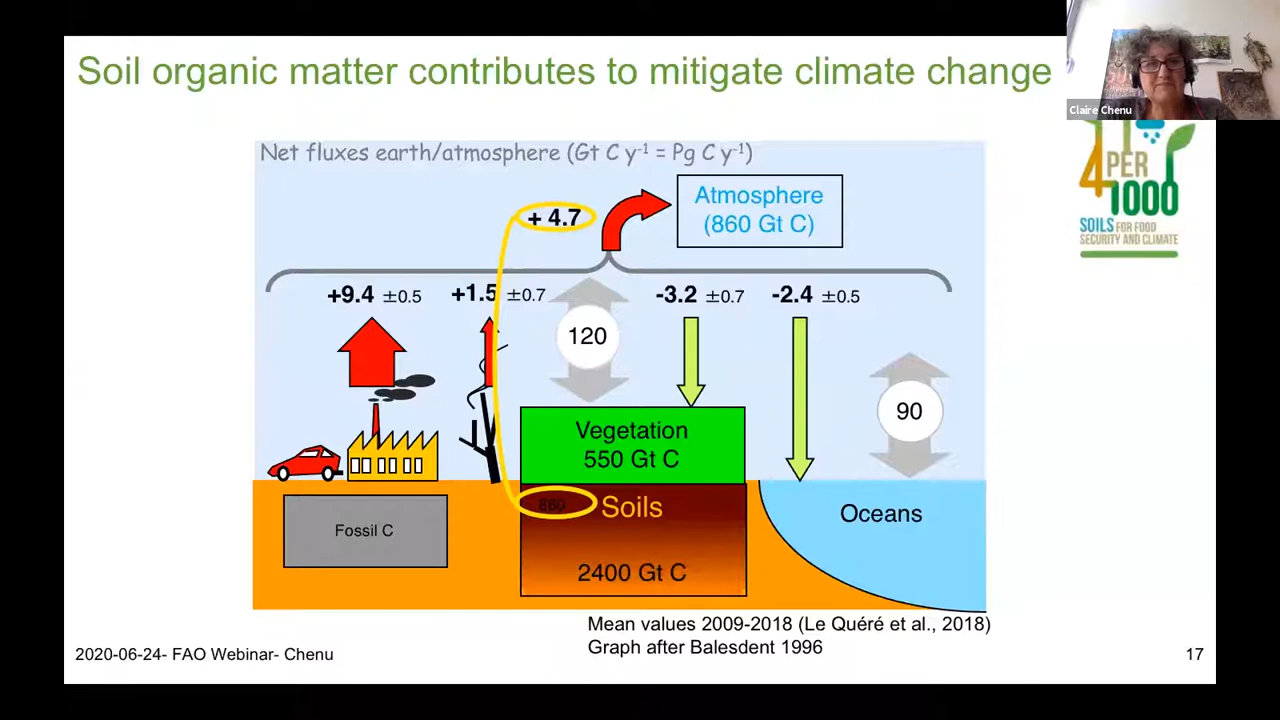 Soil organic matter contributes to mitigate climate change
Claire Chenu
4 PER
1000
SOILS FOR FOOD
SECURITY AND CLIMATE
Net fluxes earth/atmosphere (Gt C y⁻¹ = Pg C y⁻¹)
+ 4.7
Atmosphere
(860 Gt C)
+9.4 ±0.5
+1.5 ±0.7
-3.2 ±0.7
-2.4 ±0.5
120
90
Vegetation
550 Gt C
860
Soils
2400 Gt C
Fossil C
Oceans
Mean values 2009-2018 (Le Quéré et al., 2018)
Graph after Balesdent 1996
2020-06-24- FAO Webinar- Chenu
17